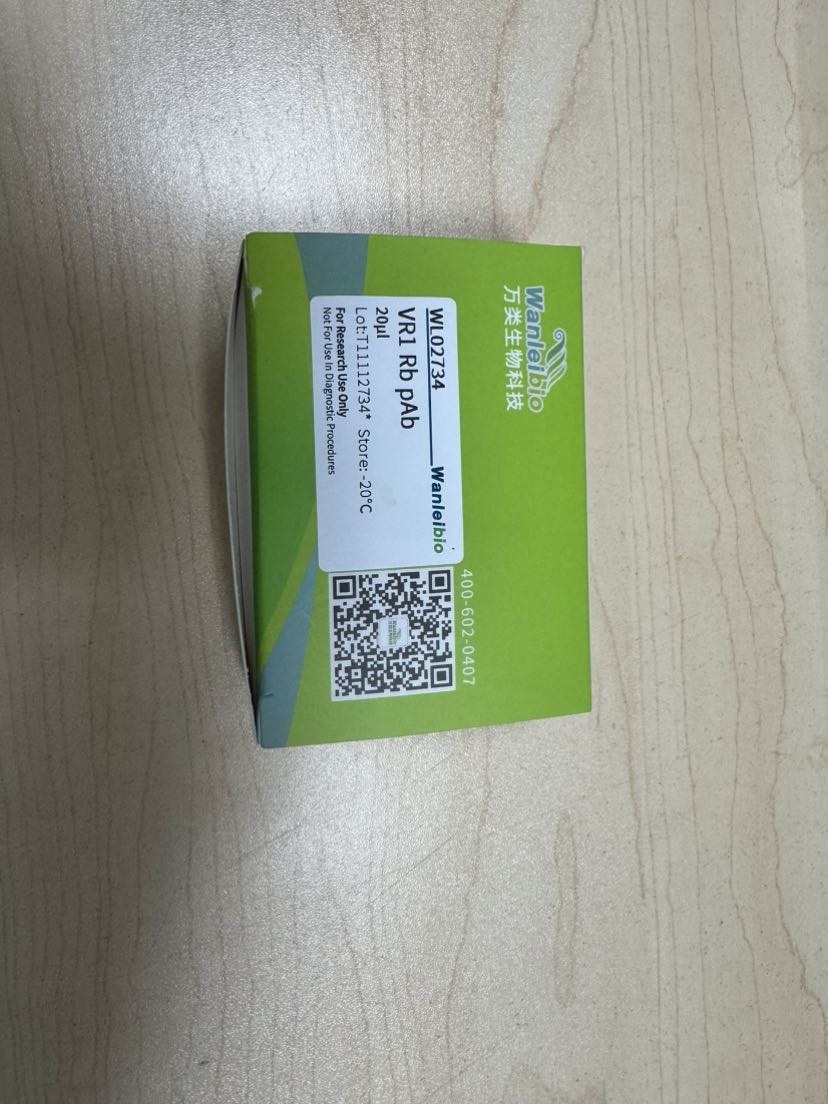 Wanleibio
万类生物科技
WL02734 Wanleibio
VR1 Rb pAb
20μl
Lot:T11112734* Store: -20℃
For Research Use Only
Not For Use In Diagnostic Procedures
400-602-0407